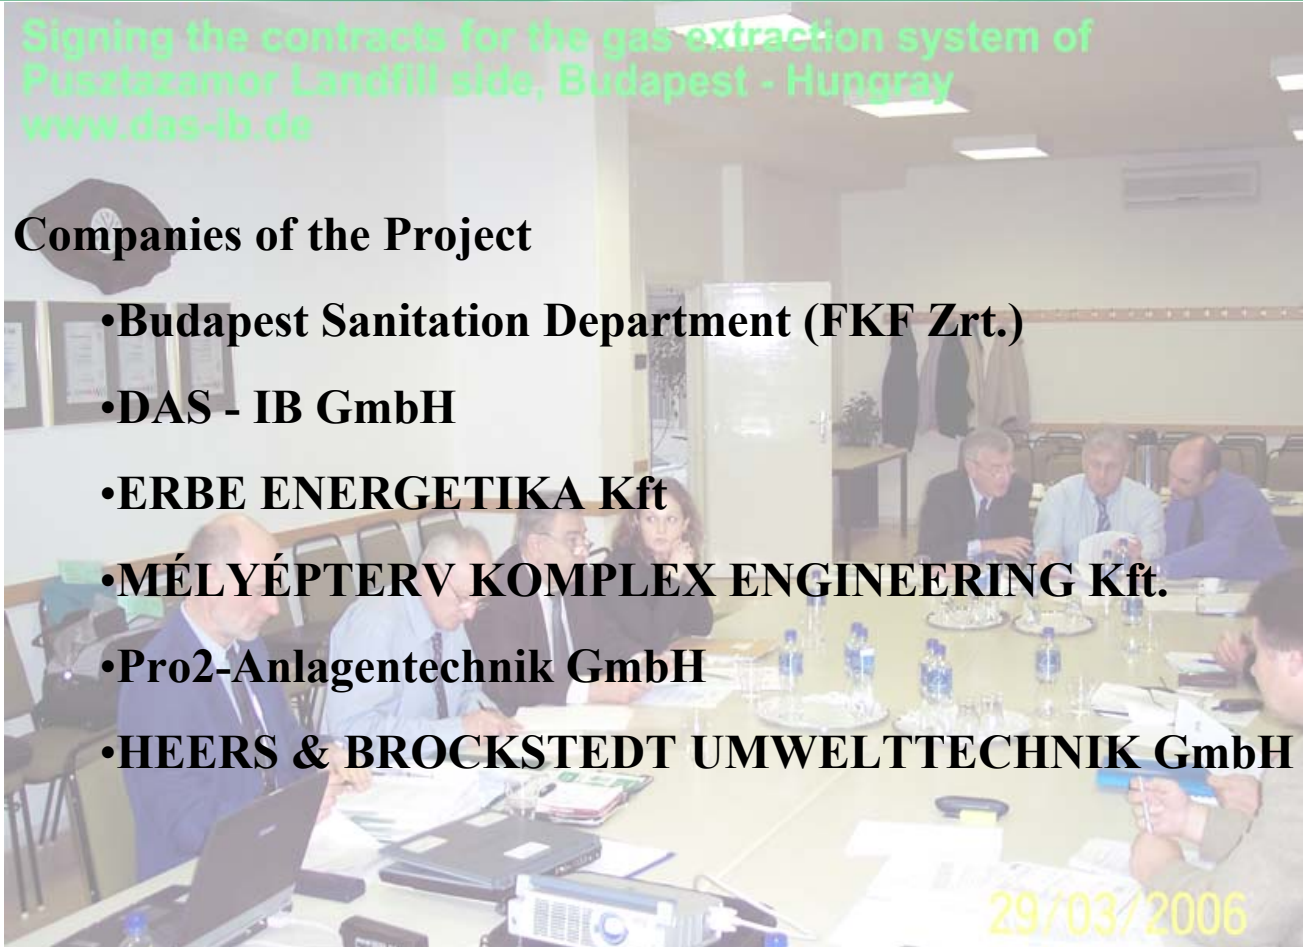 Signing the contracts for the gas extraction system of
Pusztazamor Landfill side, Budapest - Hungray
www.das-ib.de
Companies of the Project
•Budapest Sanitation Department (FKF Zrt.)
•DAS - IB GmbH
•ERBE ENERGETIKA Kft
•MÉLYÉPTERV KOMPLEX ENGINEERING Kft.
•Pro2-Anlagentechnik GmbH
•HEERS & BROCKSTEDT UMWELTTECHNIK GmbH
29/03/2006